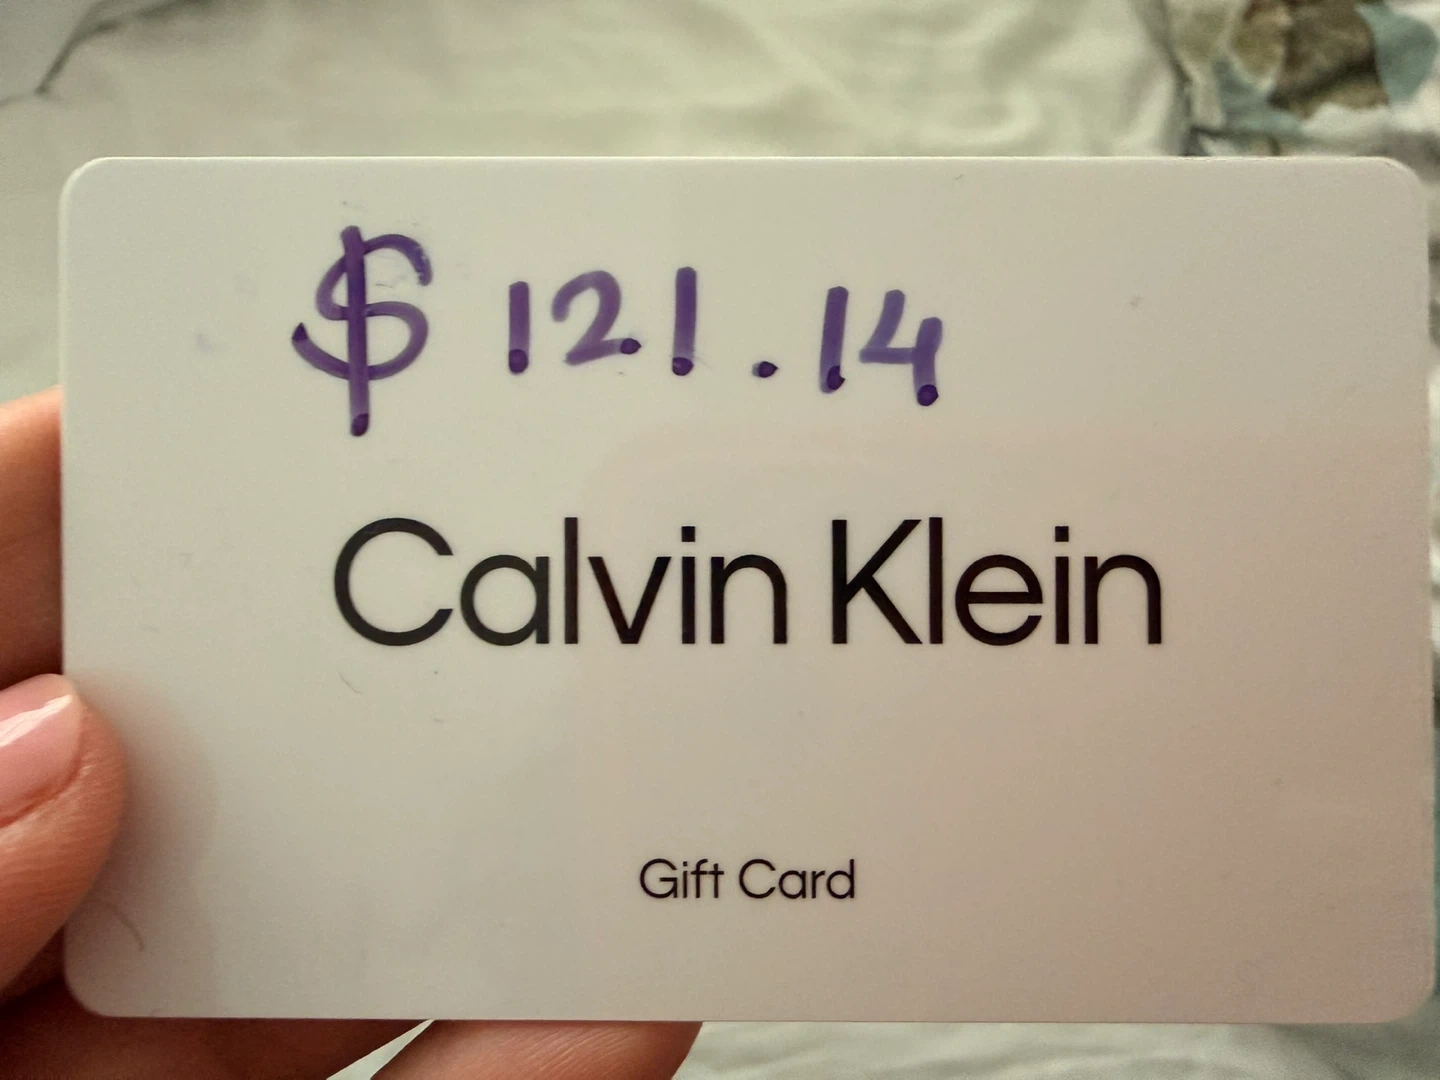 $ 121.14
Calvin Klein
Gift Card